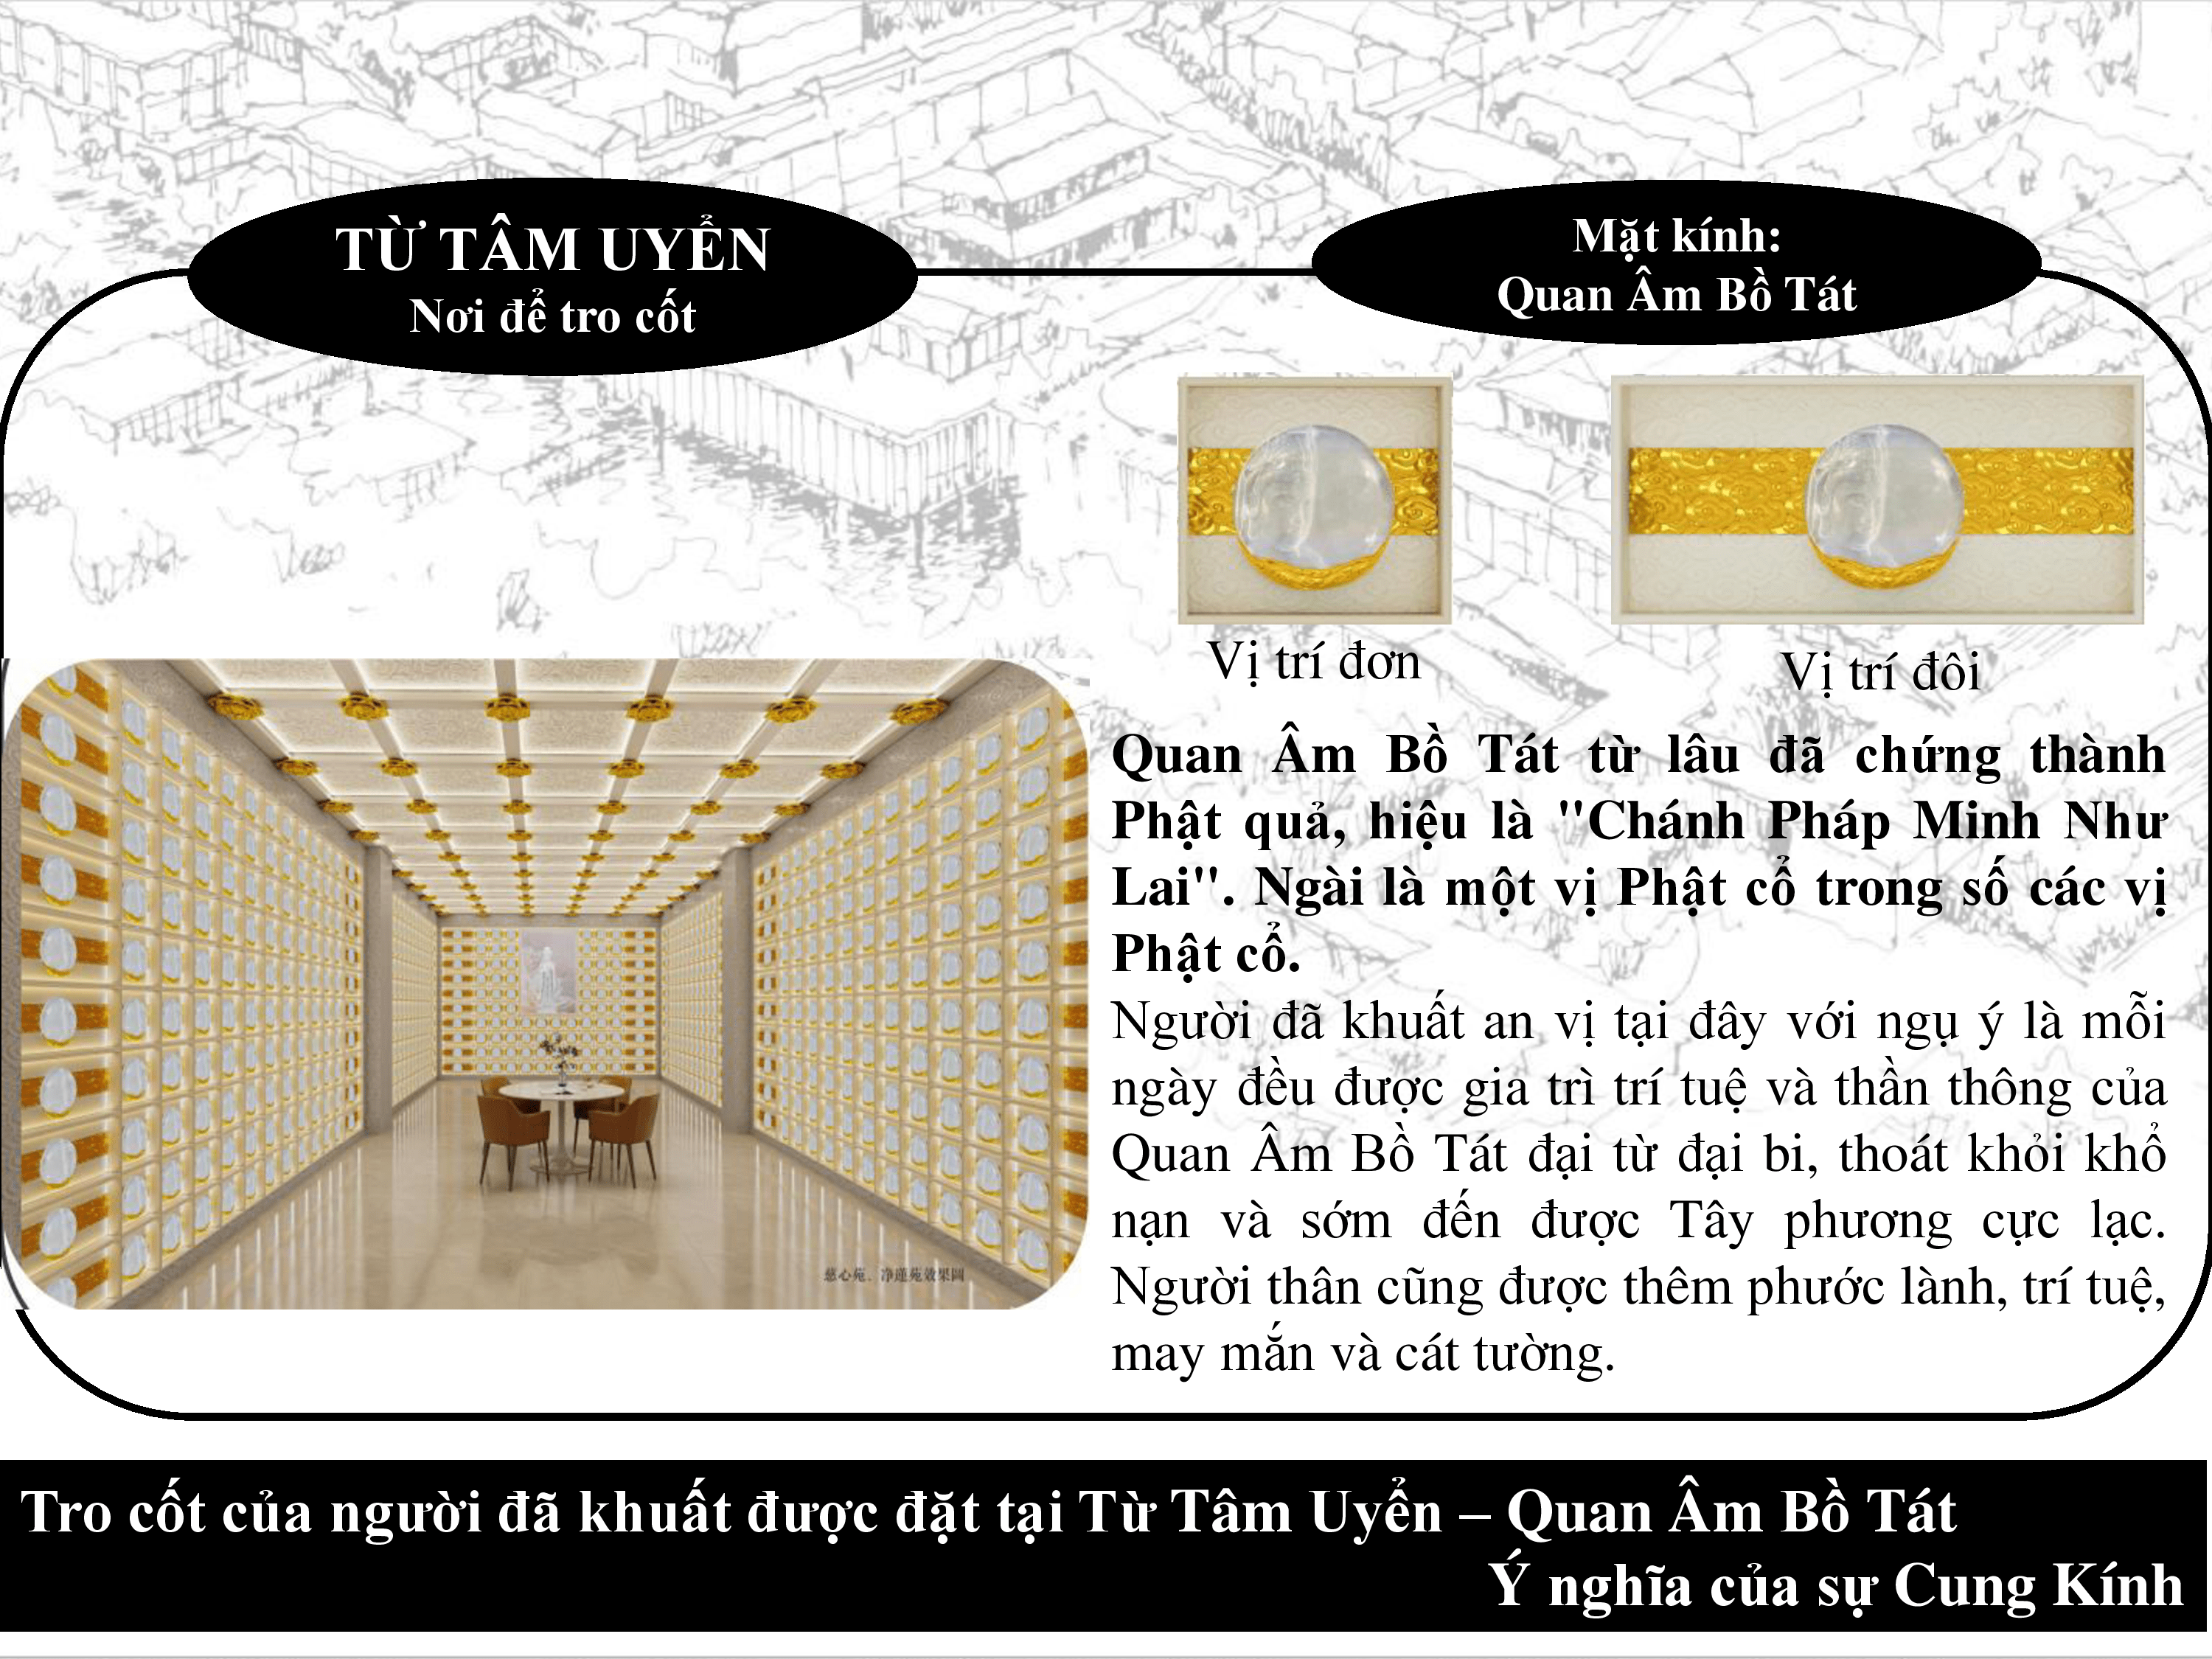 TỪ TÂM UYỂN
Nơi để tro cốt
Mặt kính:
Quan Âm Bồ Tát
Vị trí đơn
Vị trí đôi
Quan Âm Bồ Tát từ lâu đã chứng thành
Phật quả, hiệu là "Chánh Pháp Minh Như
Lai". Ngài là một vị Phật cổ trong số các vị
Phật cổ.
Người đã khuất an vị tại đây với ngụ ý là mỗi
ngày đều được gia trì trí tuệ và thần thông của
Quan Âm Bồ Tát đại từ đại bi, thoát khỏi khổ
nạn và sớm đến được Tây phương cực lạc.
Người thân cũng được thêm phước lành, trí tuệ,
may mắn và cát tường.
慈心苑、净蓮苑效果圖
Tro cốt của người đã khuất được đặt tại Từ Tâm Uyển – Quan Âm Bồ Tát
Ý nghĩa của sự Cung Kính